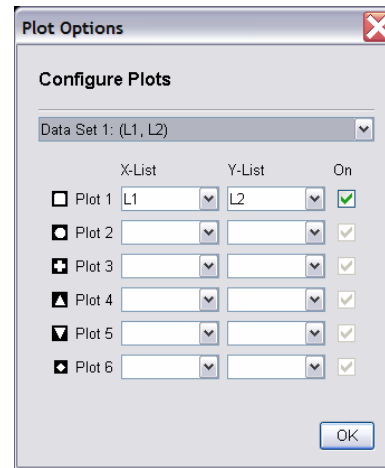 Plot Options
Configure Plots
Data Set 1: (L1, L2)
X-List Y-List On
Plot 1 L1 L2
Plot 2
Plot 3
Plot 4
Plot 5
Plot 6
OK